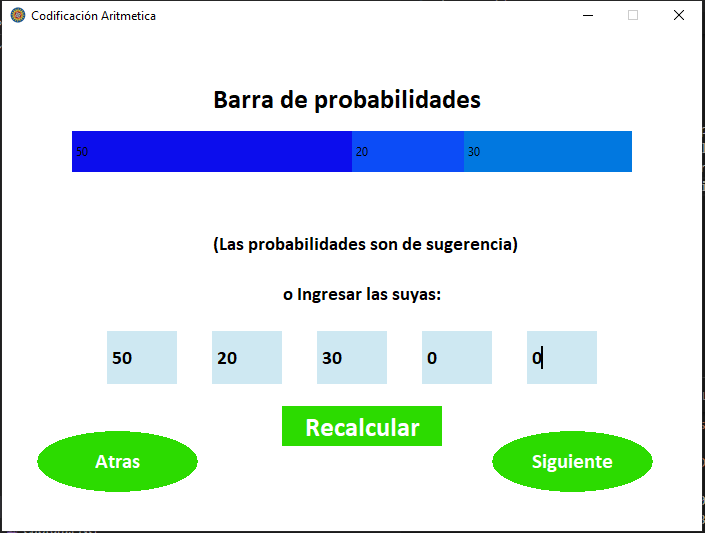 Codificación Aritmetica
Barra de probabilidades
50 20 30
(Las probabilidades son de sugerencia)
o Ingresar las suyas:
50 20 30 0 0
Recalcular
Atras Siguiente